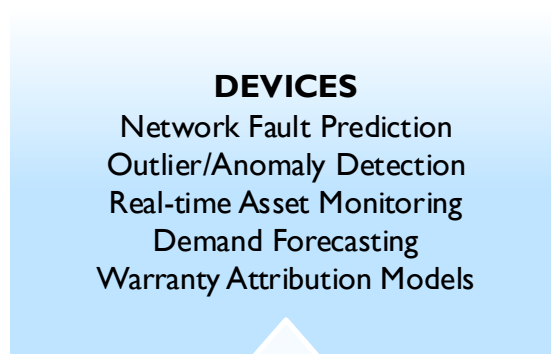 DEVICES
Network Fault Prediction
Outlier/Anomaly Detection
Real-time Asset Monitoring
Demand Forecasting
Warranty Attribution Models